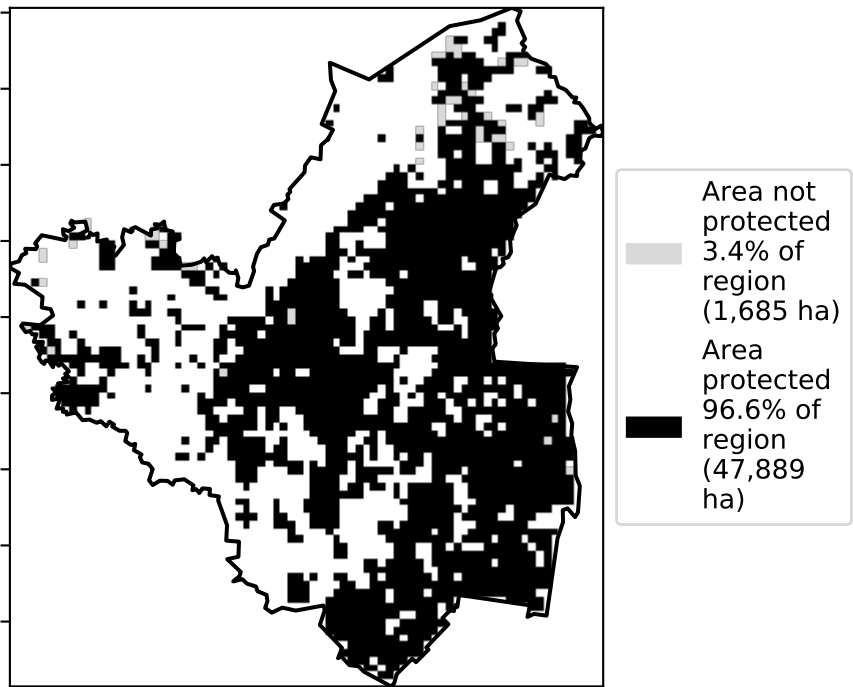 Area not
protected
3.4% of
region
(1,685 ha)
Area
protected
96.6% of
region
(47,889
ha)